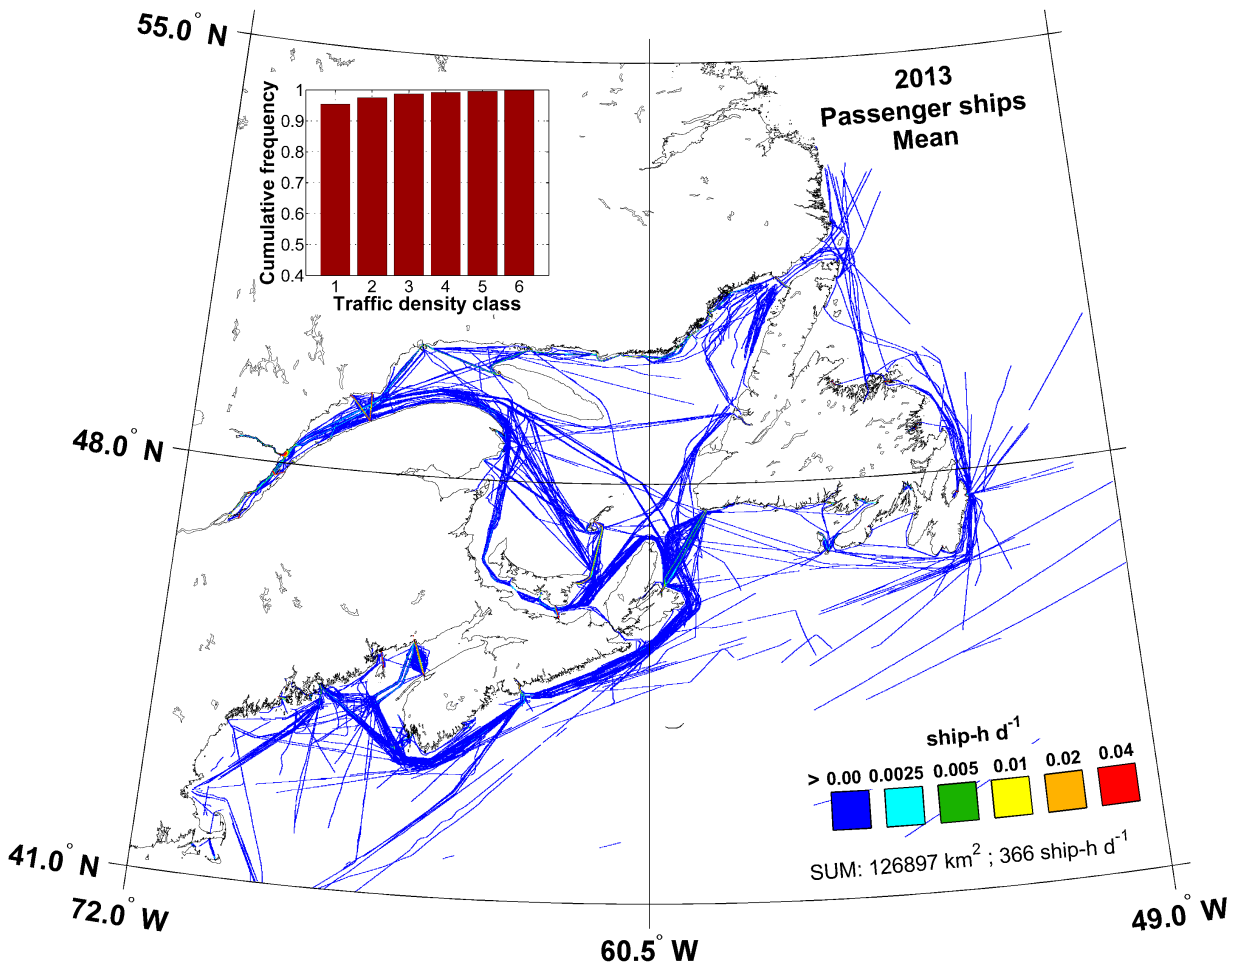 55.0° N
2013
Passenger ships
Mean
Cumulative frequency
1
0.9
0.8
0.7
0.6
0.5
0.4
1 2 3 4 5 6
Traffic density class
48.0° N
ship-h d-1
> 0.00 0.0025 0.005 0.01 0.02 0.04
SUM: 126897 km2 ; 366 ship-h d-1
41.0° N
72.0° W
60.5° W
49.0° W